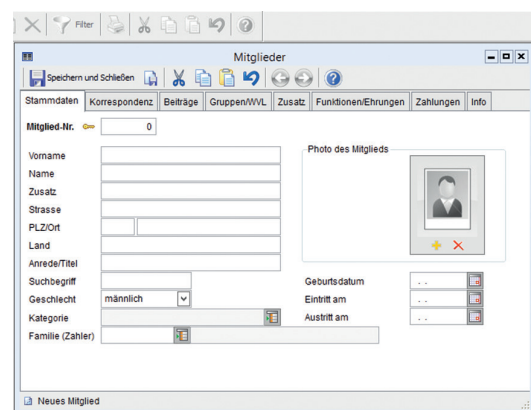 Filter
Mitglieder
Speichern und Schließen
Stammdaten Korrespondenz Beiträge Gruppen/WVL Zusatz Funktionen/Ehrungen Zahlungen Info
Mitglied-Nr. 0
Photo des Mitglieds
Vorname
Name
Zusatz
Strasse
PLZ/Ort
Land
Anrede/Titel
Suchbegriff Geburtsdatum . .
Geschlecht männlich Eintritt am . .
Kategorie Austritt am . .
Familie (Zahler)
Neues Mitglied